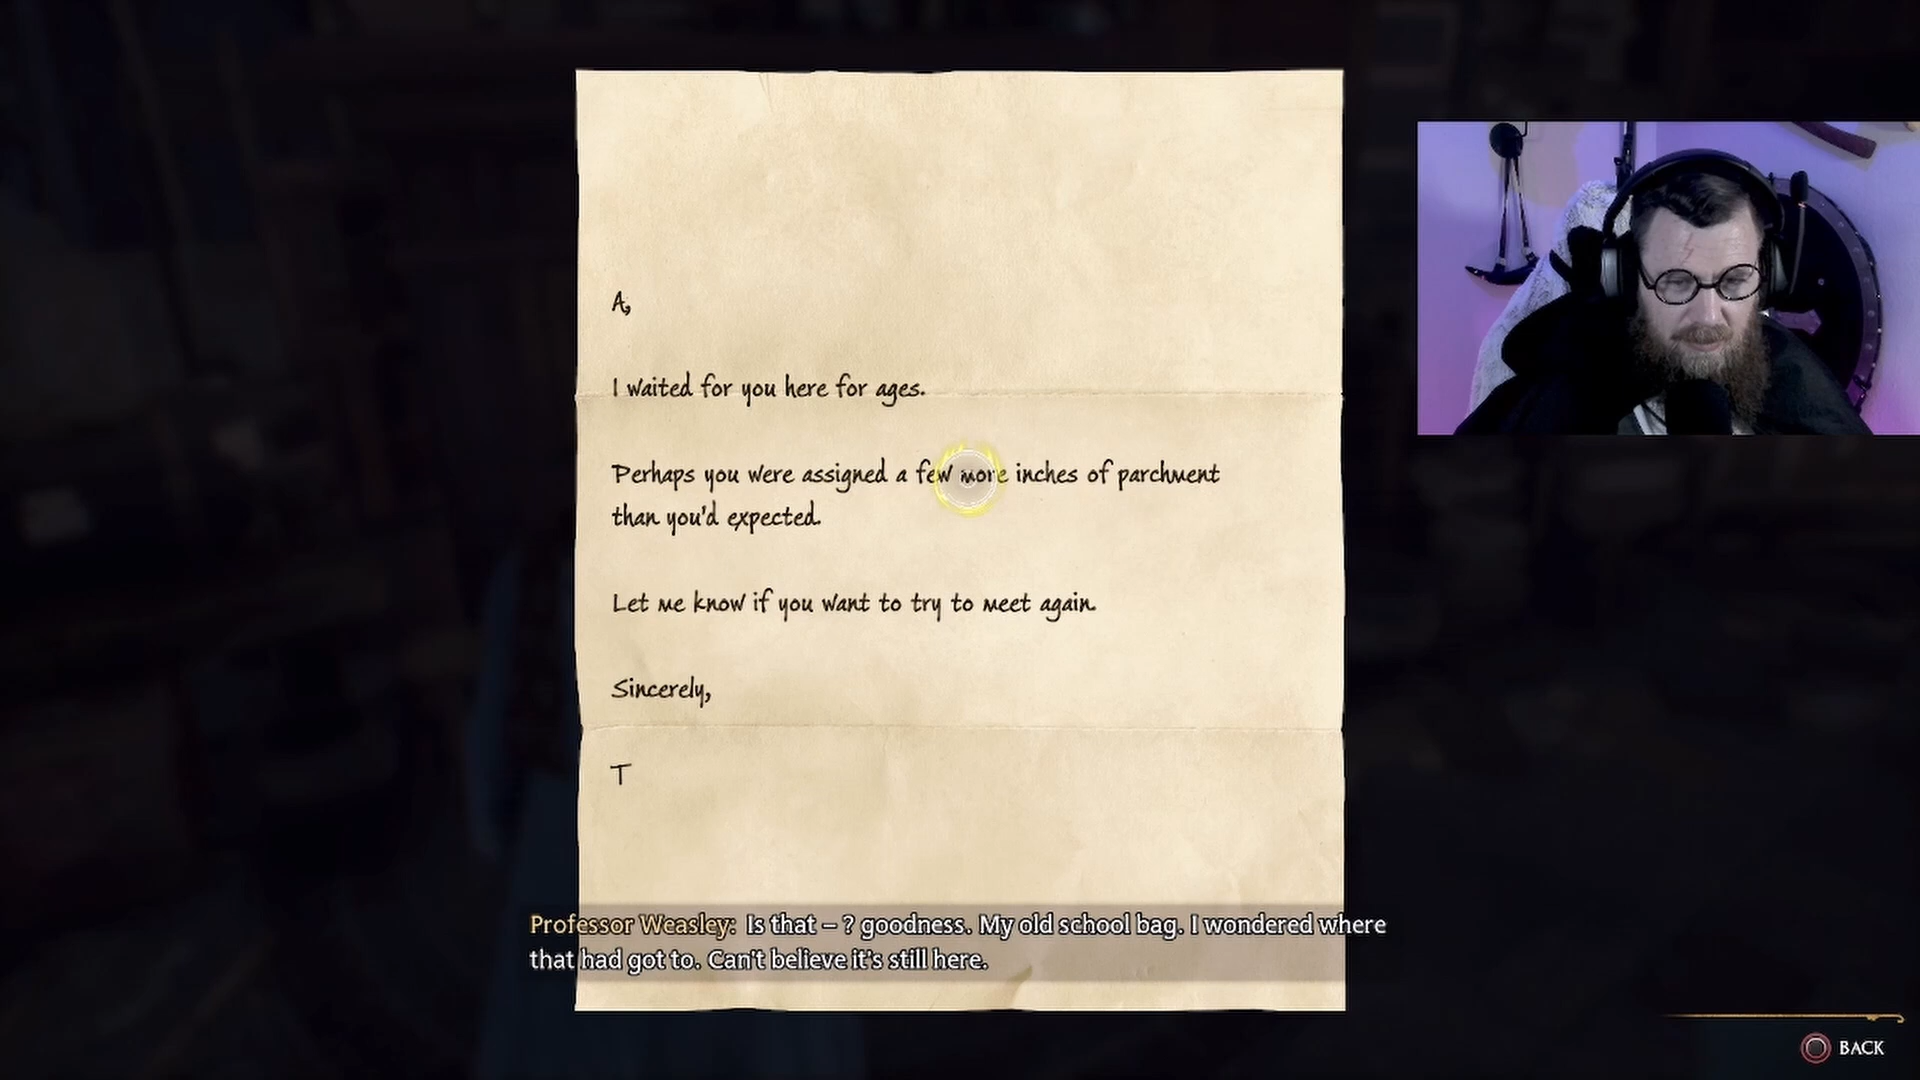 A,
I waited for you here for ages.
Perhaps you were assigned a few more inches of parchment
than you'd expected.
Let me know if you want to try to meet again.
Sincerely,
T
Professor Weasley: Is that – ? goodness. My old school bag. I wondered where
that had got to. Can't believe it's still here.
BACK